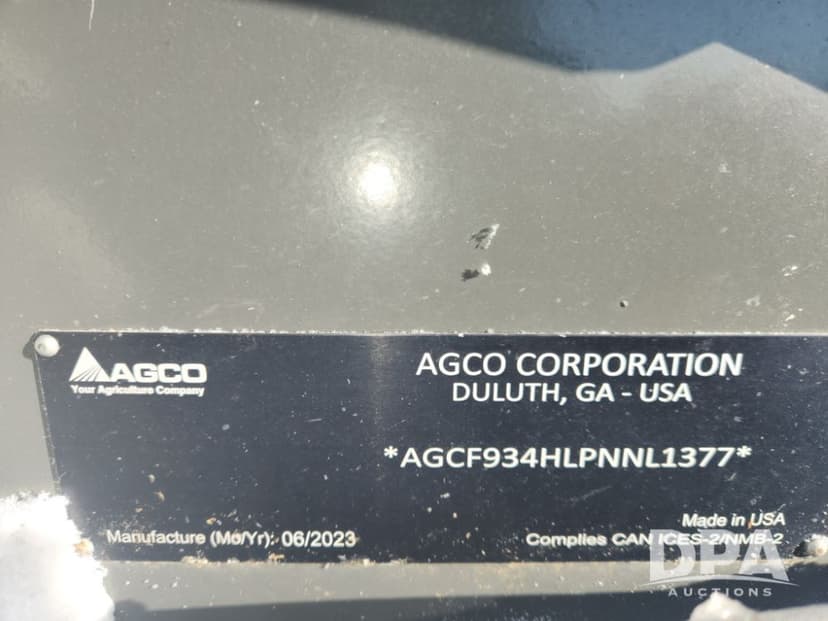 AGCO
Your Agriculture Company
AGCO CORPORATION
DULUTH, GA - USA
*AGCF934HLPNNL1377*
Made in USA
Manufacture (Mo/Yr): 06/2023
Complies CAN ICES-2/NMB-2
DPA
AUCTIONS